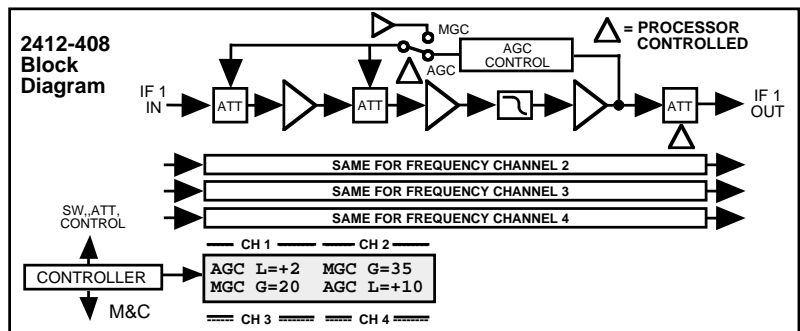 2412-408
Block
Diagram
MGC
AGC
AGC
CONTROL
= PROCESSOR
CONTROLLED
IF 1
IN
ATT
ATT
ATT
IF 1
OUT
SAME FOR FREQUENCY CHANNEL 2
SAME FOR FREQUENCY CHANNEL 3
SAME FOR FREQUENCY CHANNEL 4
SW,,ATT,
CONTROL
CONTROLLER
M&C
CH 1 CH 2
AGC L=+2 MGC G=35
MGC G=20 AGC L=+10
CH 3 CH 4